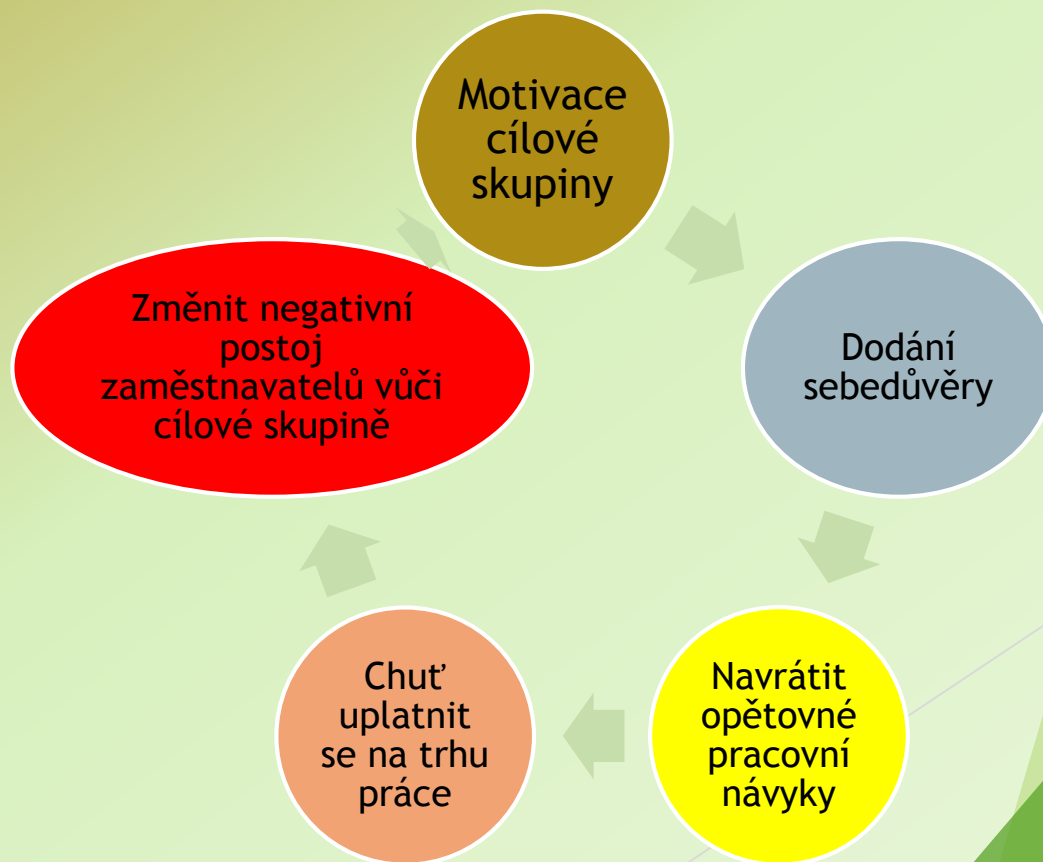 Motivace
cílové
skupiny
Dodání
sebedůvěry
Navrátit
opětovné
pracovní
návyky
Chuť
uplatnit
se na trhu
práce
Změnit negativní
postoj
zaměstnavatelů vůči
cílové skupině